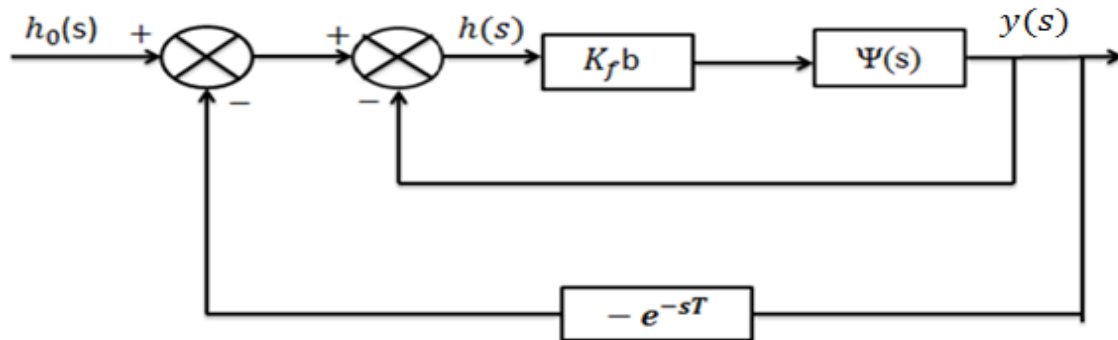 h₀(s) + − + − h(s) K_f b Ψ(s) y(s)
− e^{−sT}